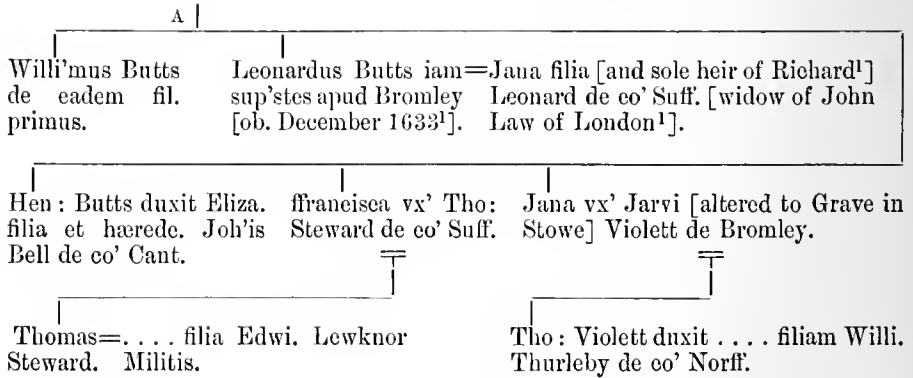 A
Willi'mus Butts
de eadem fil.
primus.
Leonardus Butts iam=Jana filia [and sole heir of Richard¹]
sup'stes apud Bromley Leonard de co' Suff. [widow of John
[ob. December 1633¹]. Law of London¹].
Hen: Butts duxit Eliza.
filia et hærede. Joh'is
Bell de co' Cant.
ffrancisca vx' Tho:
Steward de co' Suff.
Jana vx' Jarvi [altered to Grave in
Stowe] Violett de Bromley.
Thomas=.... filia Edwi. Lewknor
Steward. Militis.
Tho: Violett duxit .... filiam Willi.
Thurleby de co' Norff.